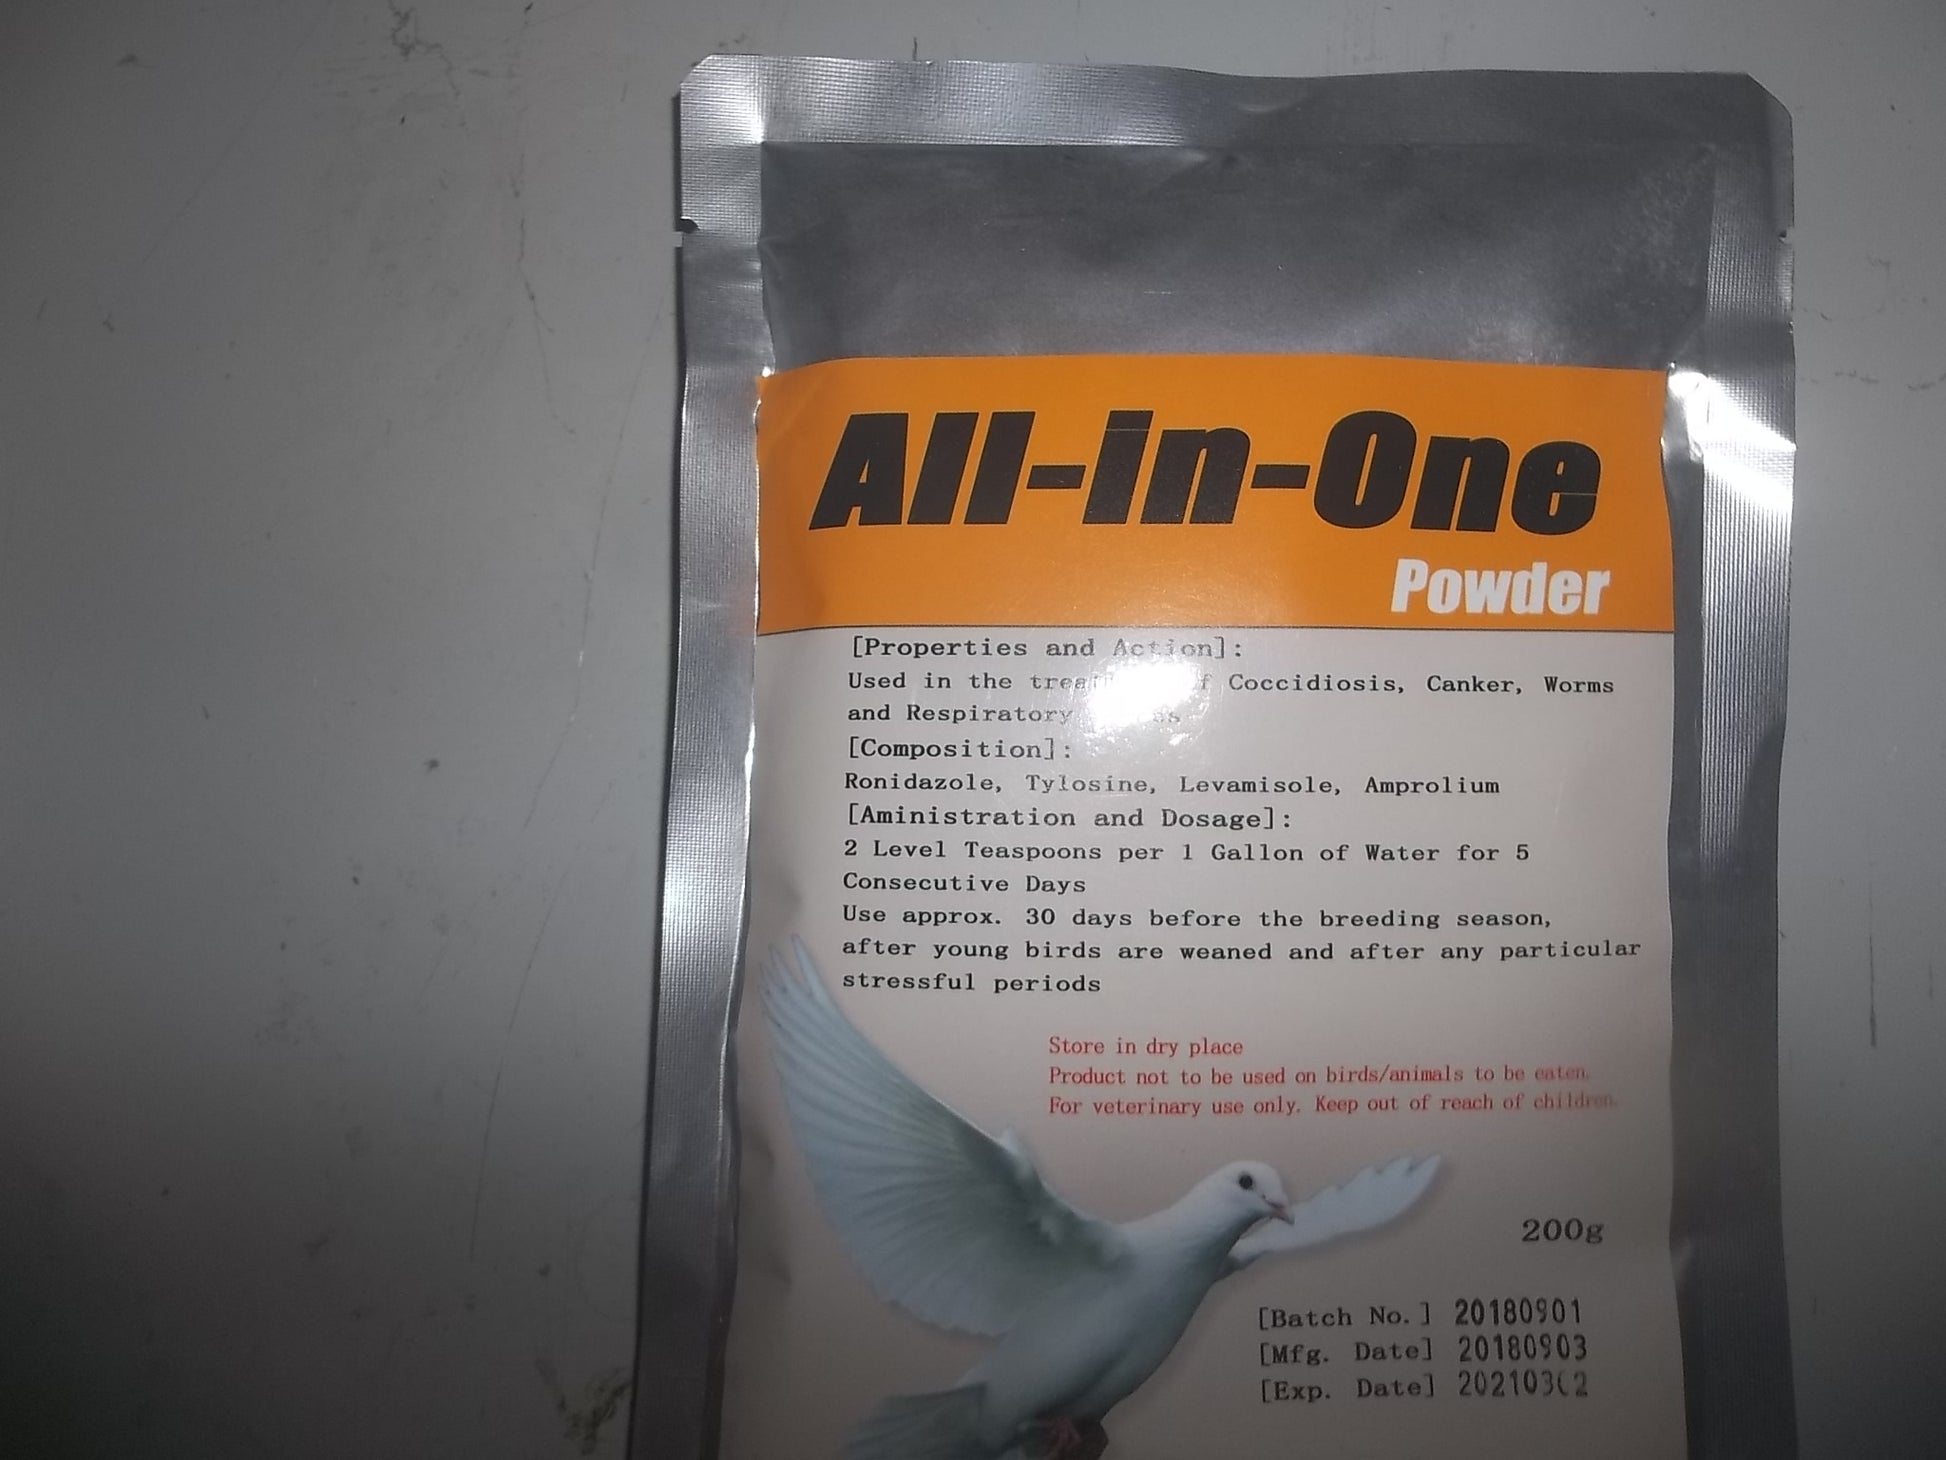 All-in-One
Powder
[Properties and Action]:
Used in the Coccidiosis, Canker, Worms
and Respiratory
[Composition]:
Ronidazole, Tylosine, Levamisole, Amprolium
[Aministration and Dosage]:
2 Level Teaspoons per 1 Gallon of Water for 5
Consecutive Days
Use approx. 30 days before the breeding season,
after young birds are weaned and after any particular
stressful periods
Store in dry place
Product not to be used on birds/animals to be eaten.
For veterinary use only. Keep out of reach of children.
200g
[Batch No.] 20180901
[Mfg. Date] 20180903
[Exp. Date]